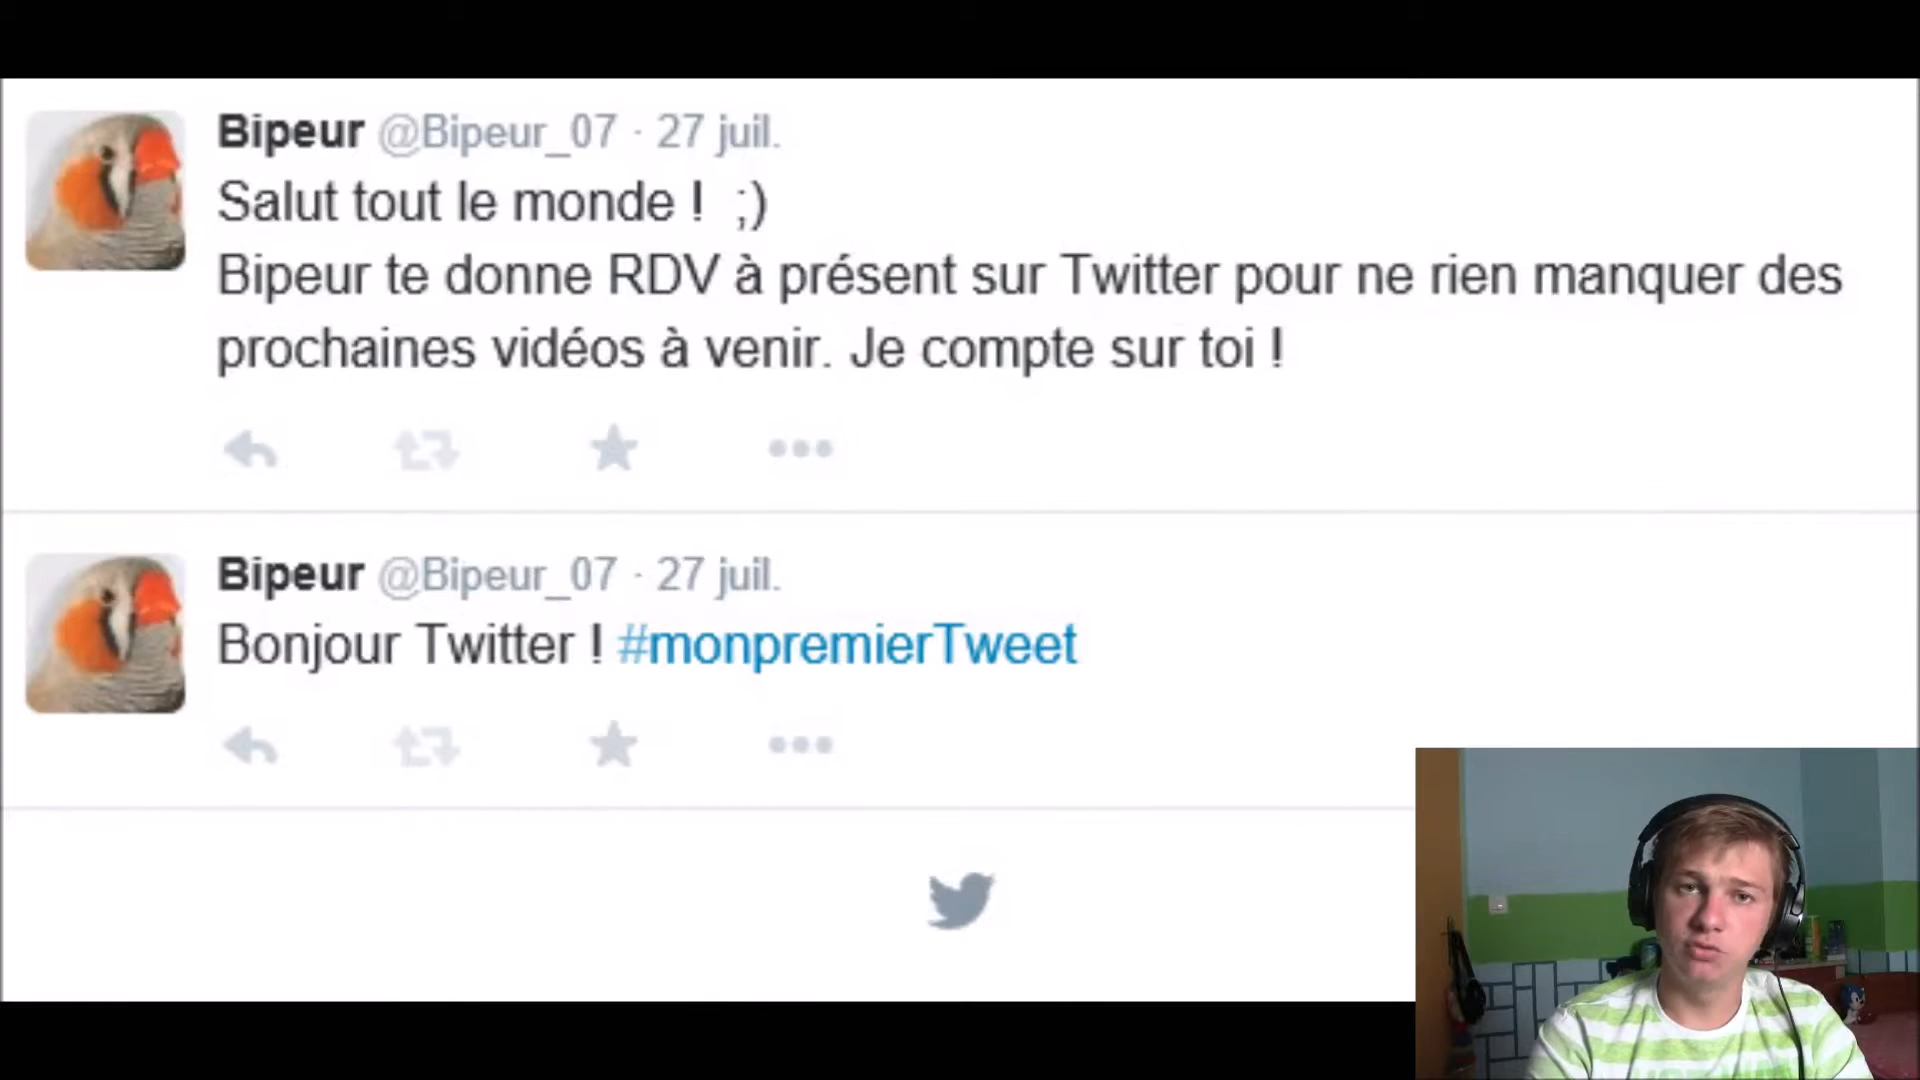 Bipeur @Bipeur_07 · 27 juil.
Salut tout le monde ! ;)
Bipeur te donne RDV à présent sur Twitter pour ne rien manquer des
prochaines vidéos à venir. Je compte sur toi !
Bipeur @Bipeur_07 · 27 juil.
Bonjour Twitter ! #monpremierTweet